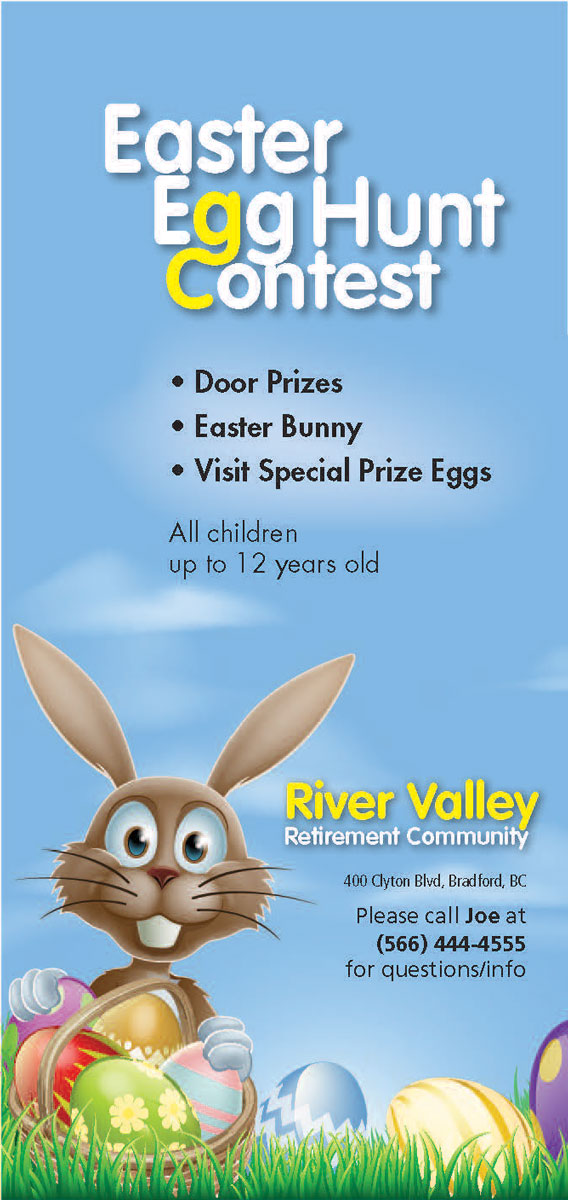 Easter
Egg Hunt
Contest
• Door Prizes
• Easter Bunny
• Visit Special Prize Eggs
All children
up to 12 years old
River Valley
Retirement Community
400 Clyton Blvd, Bradford, BC
Please call Joe at
(566) 444-4555
for questions/info